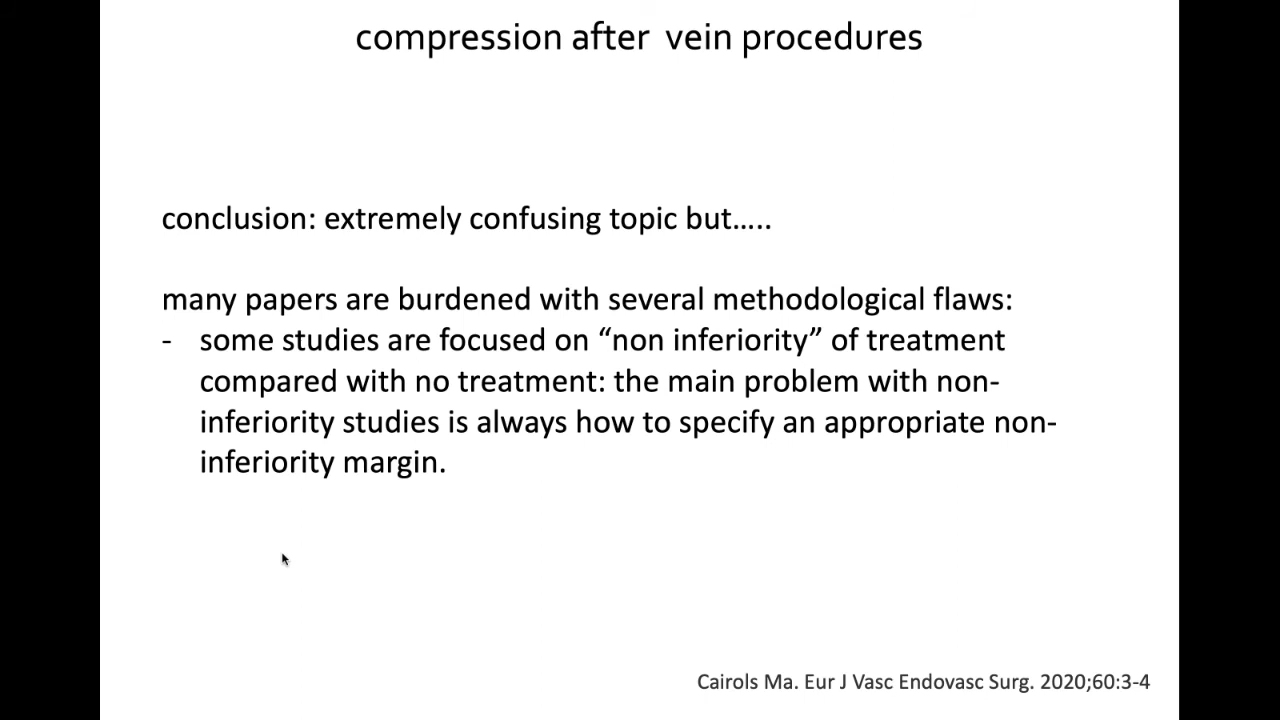 compression after vein procedures
conclusion: extremely confusing topic but…..
many papers are burdened with several methodological flaws:
- some studies are focused on “non inferiority” of treatment
compared with no treatment: the main problem with non-
inferiority studies is always how to specify an appropriate non-
inferiority margin.
Cairols Ma. Eur J Vasc Endovasc Surg. 2020;60:3-4